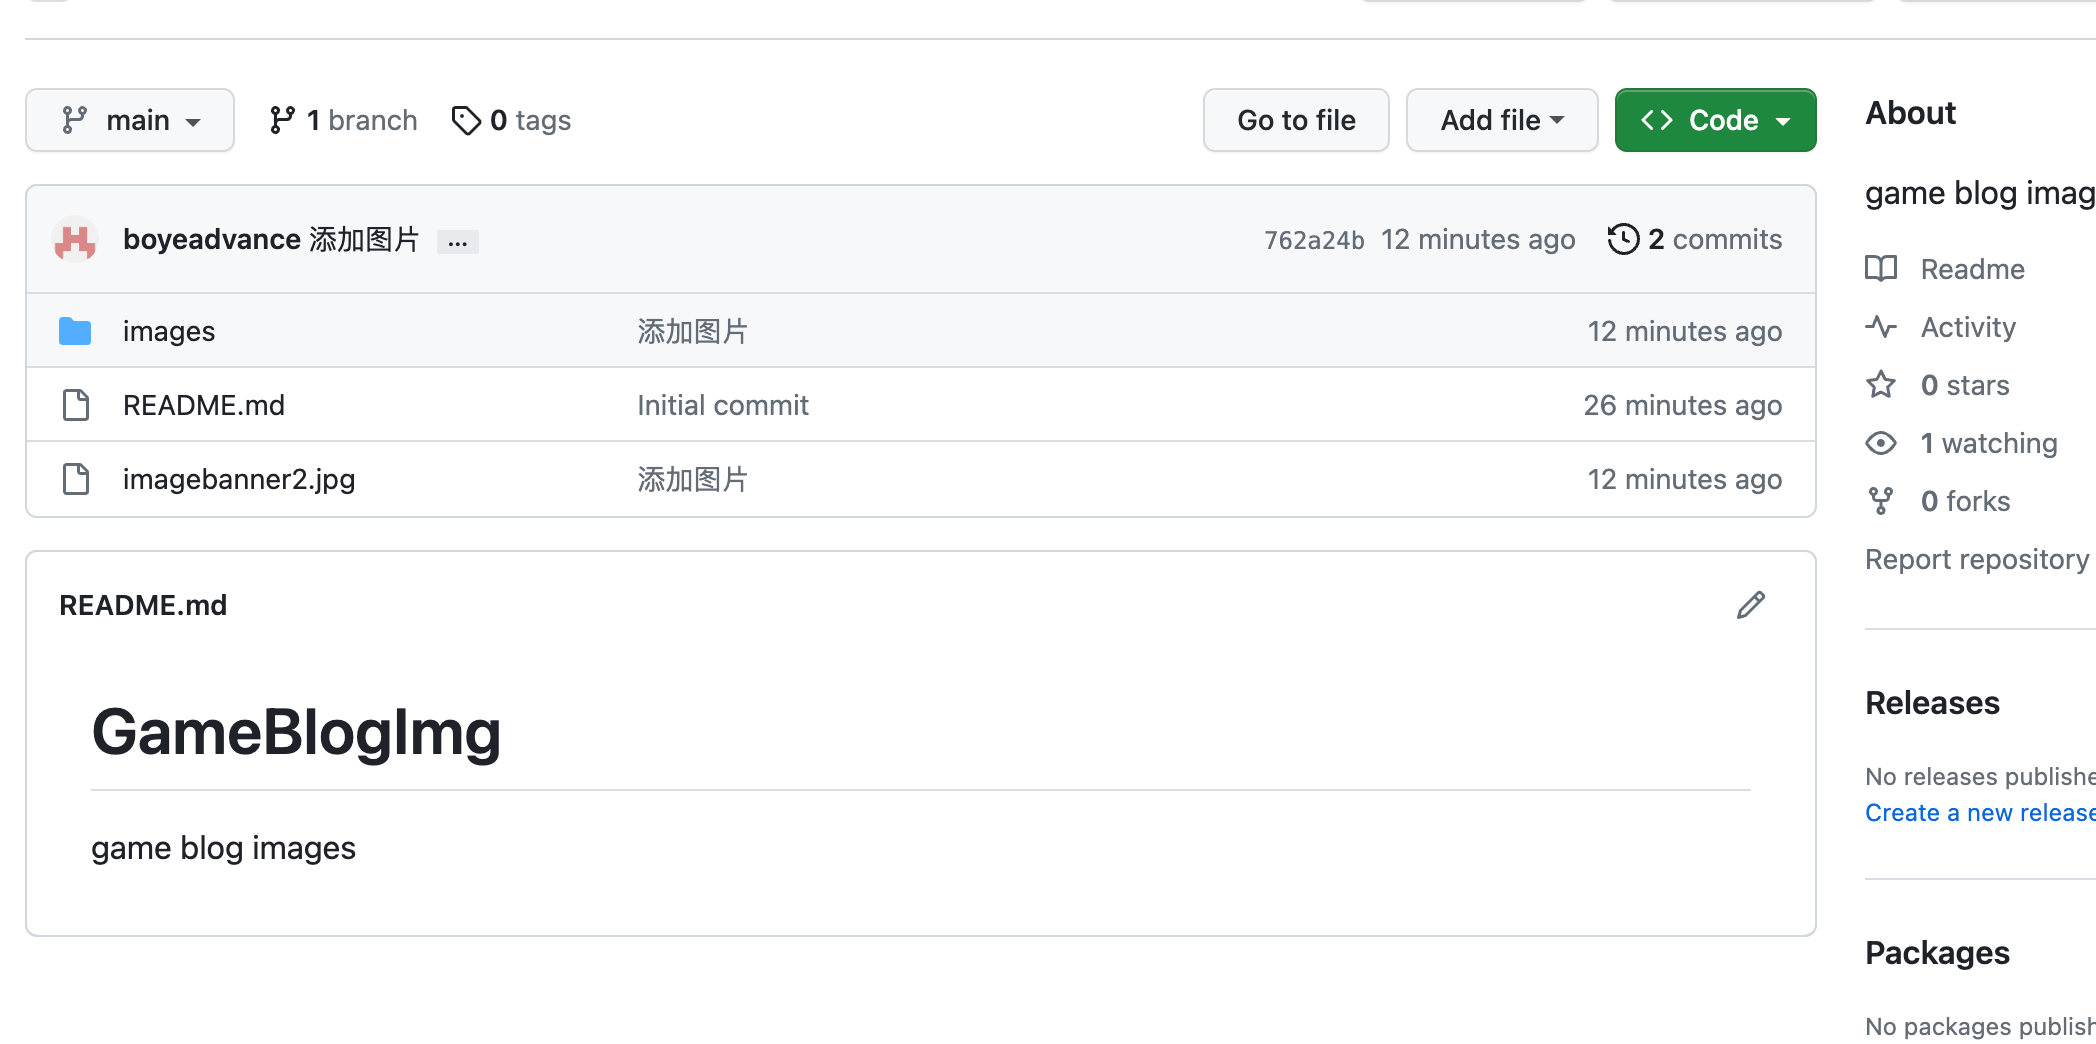 main
1 branch
0 tags
Go to file
Add file
<> Code
boyeadvance 添加图片 ...
762a24b 12 minutes ago
2 commits
images 添加图片 12 minutes ago
README.md Initial commit 26 minutes ago
imagebanner2.jpg 添加图片 12 minutes ago
README.md
GameBlogImg
game blog images
About
game blog imag
Readme
Activity
0 stars
1 watching
0 forks
Report repository
Releases
No releases publishe
Create a new release
Packages
No packages publish